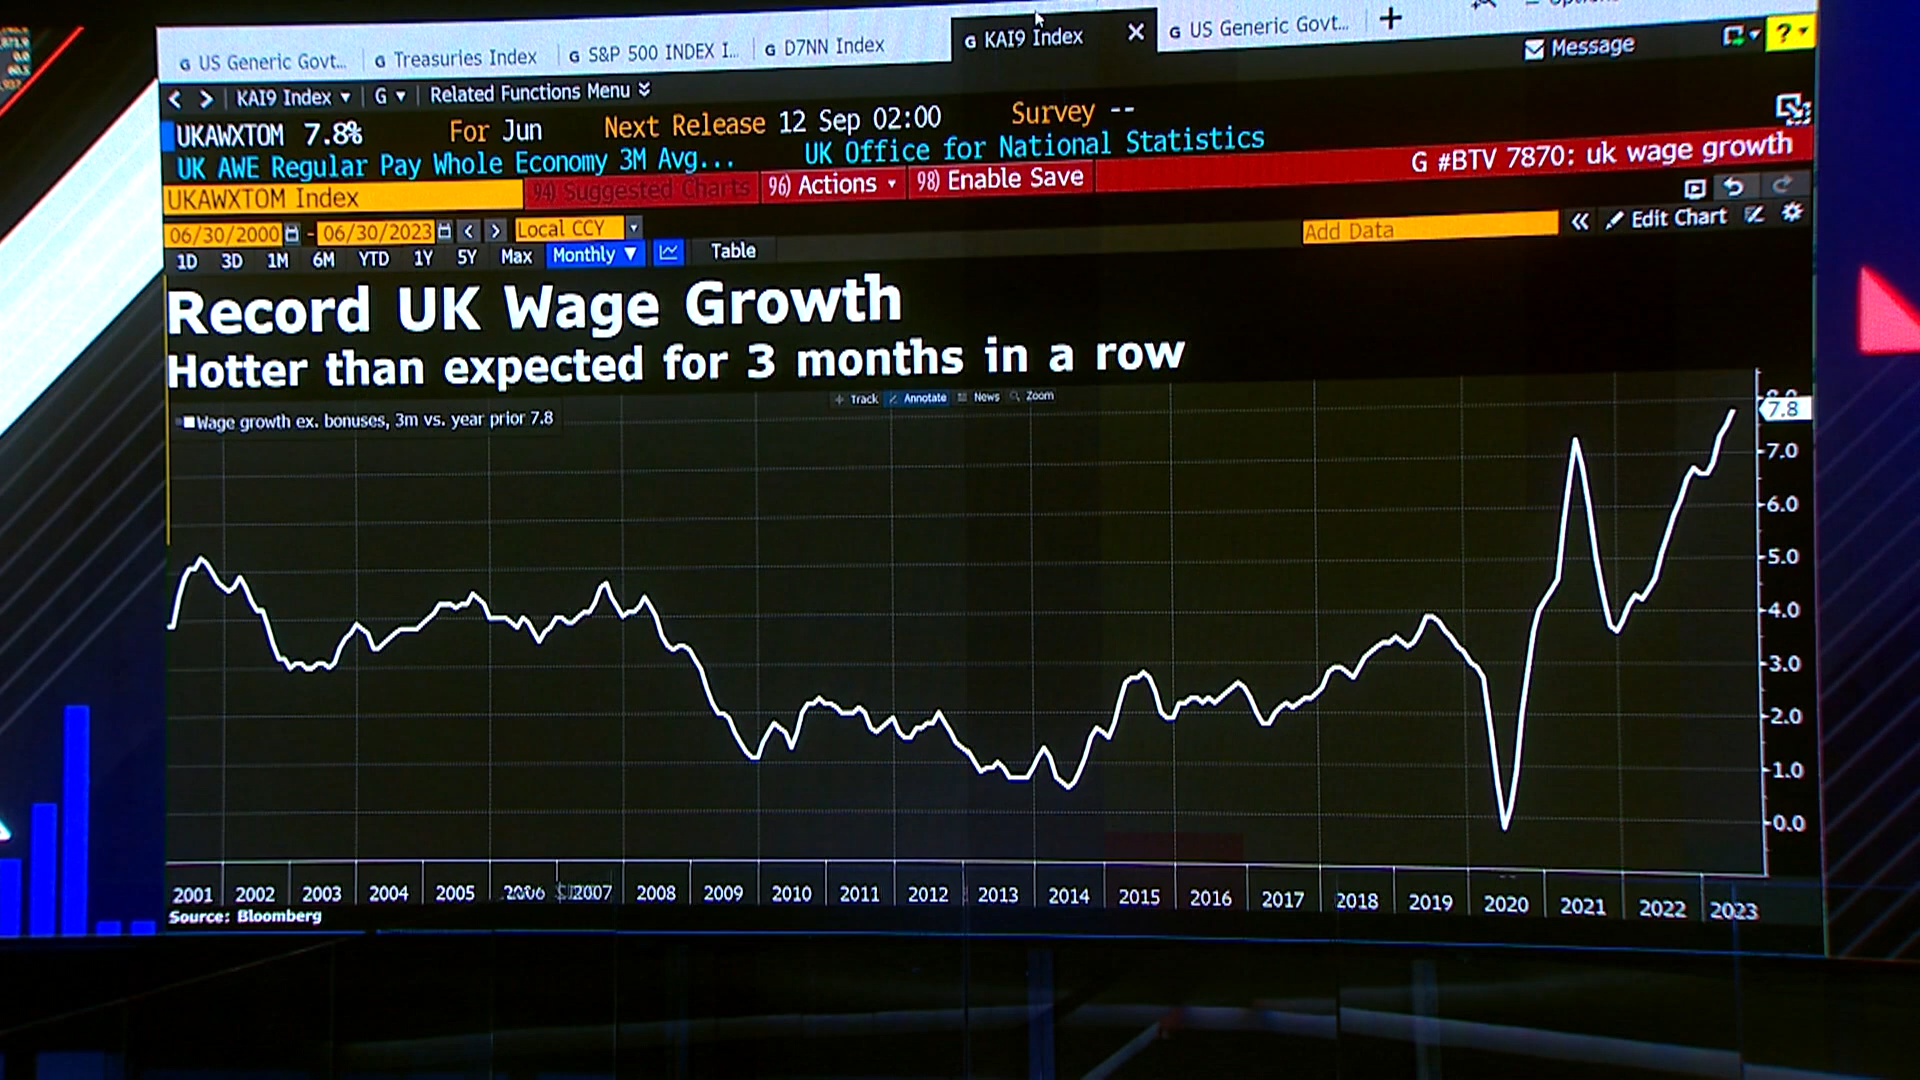 G US Generic Govt... G Treasuries Index G S&P 500 INDEX I... G D7NN Index G KAI9 Index X G US Generic Govt... +
KAI9 Index G Related Functions Menu Message ?
UKAWXTOM 7.8% For Jun Next Release 12 Sep 02:00 Survey --
UK AWE Regular Pay Whole Economy 3M Avg... UK Office for National Statistics
G #BTV 7870: uk wage growth
UKAWXTOM Index 94) Suggested Charts 96) Actions 98) Enable Save
06/30/2000 - 06/30/2023 Local CCY Add Data Edit Chart
1D 3D 1M 6M YTD 1Y 5Y Max Monthly Table
Record UK Wage Growth
Hotter than expected for 3 months in a row
Track Annotate News Zoom
Wage growth ex. bonuses, 3m vs. year prior 7.8
7.8
7.0
6.0
5.0
4.0
3.0
2.0
1.0
0.0
2001 2002 2003 2004 2005 2006 2007 2008 2009 2010 2011 2012 2013 2014 2015 2016 2017 2018 2019 2020 2021 2022 2023
Source: Bloomberg